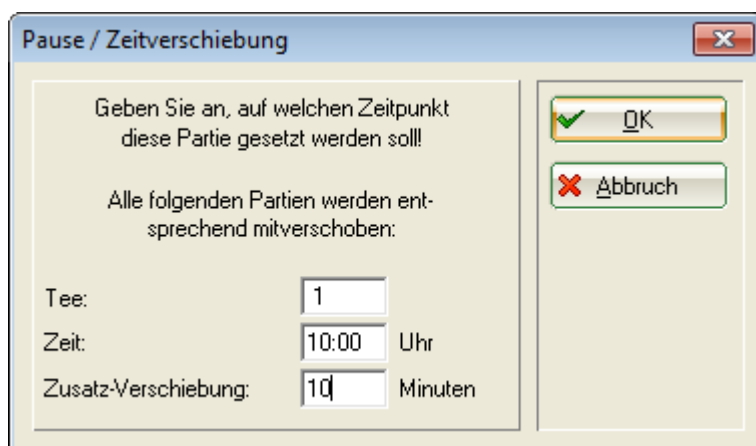 Pause / Zeitverschiebung
Geben Sie an, auf welchen Zeitpunkt
diese Partie gesetzt werden soll!
Alle folgenden Partien werden ent-
sprechend mitverschoben:
Tee: 1
Zeit: 10:00 Uhr
Zusatz-Verschiebung: 10 Minuten
OK
Abbruch